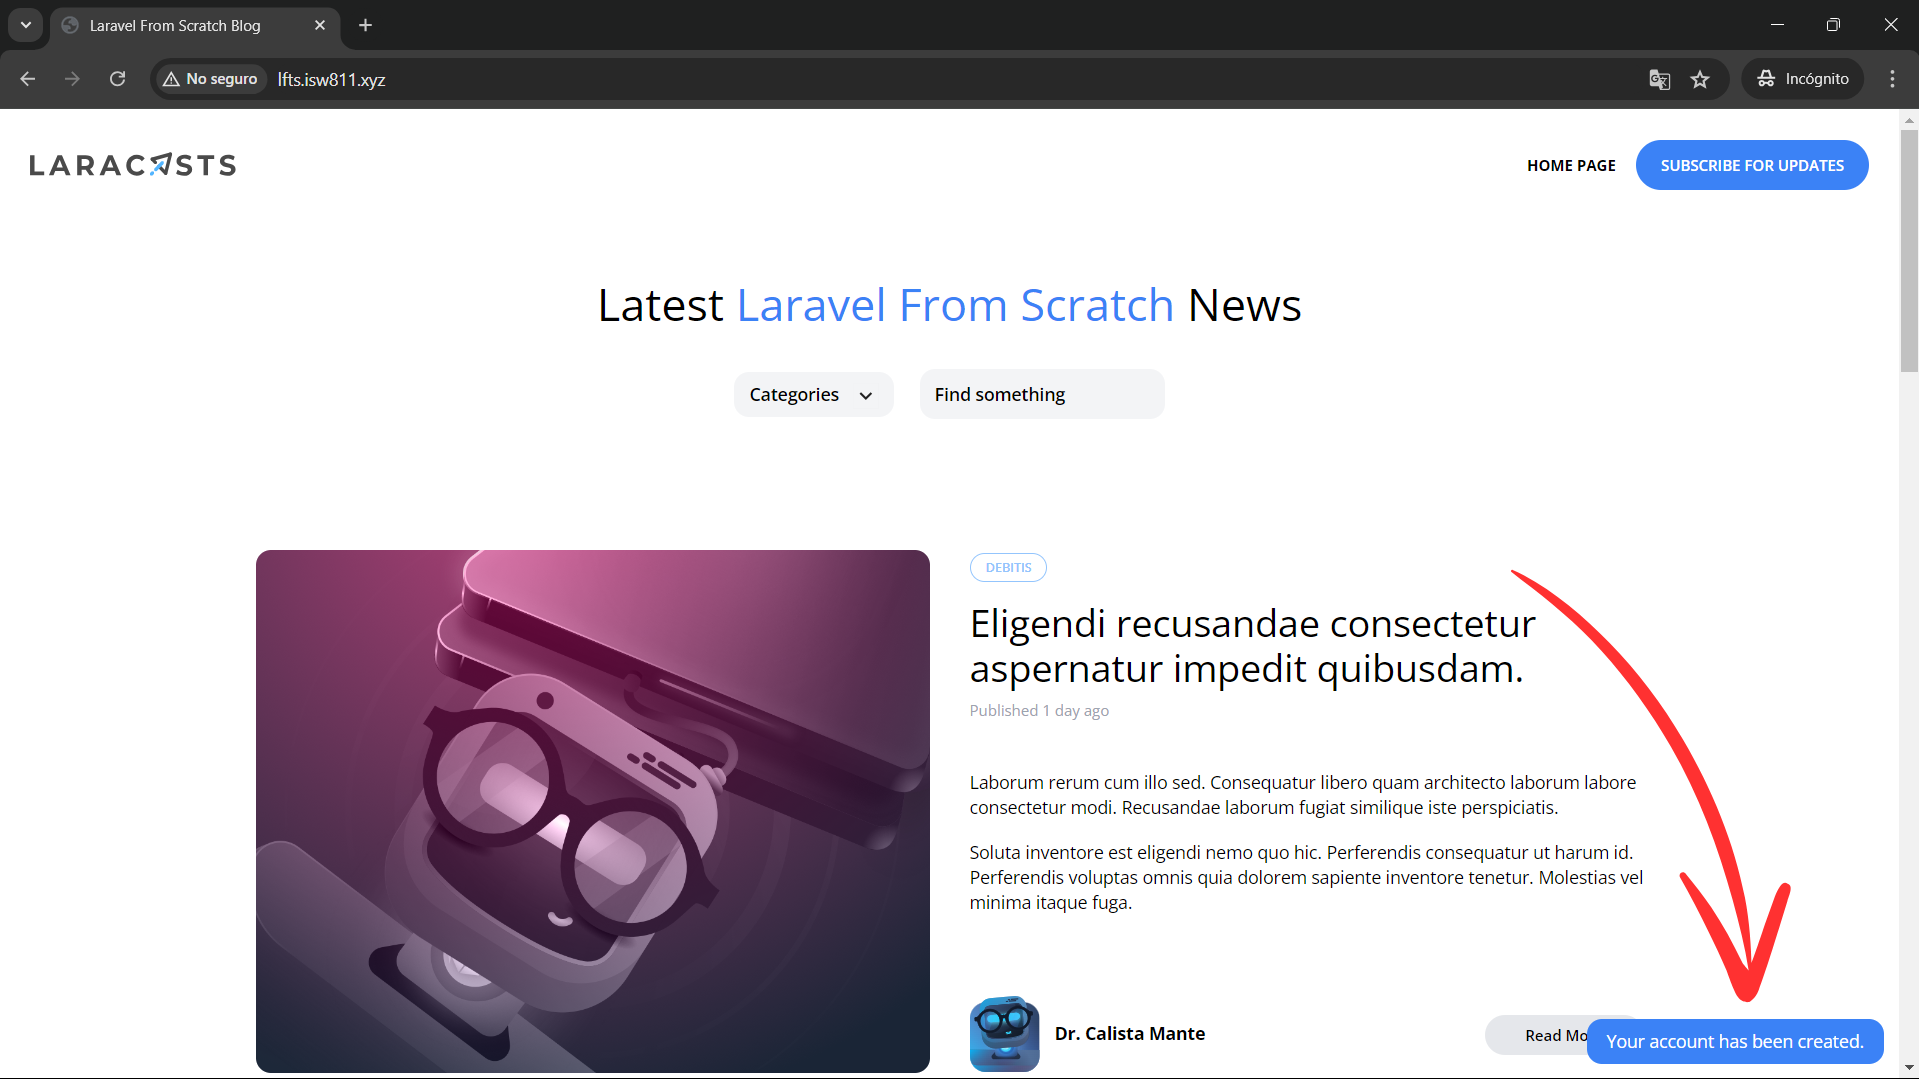 Laravel From Scratch Blog
No seguro
lfts.isw811.xyz
Incógnito
LARACASTS
HOME PAGE
SUBSCRIBE FOR UPDATES
Latest Laravel From Scratch News
Categories
Find something
DEBITIS
Eligendi recusandae consectetur
aspernatur impedit quibusdam.
Published 1 day ago
Laborum rerum cum illo sed. Consequatur libero quam architecto laborum labore
consectetur modi. Recusandae laborum fugiat similique iste perspiciatis.
Soluta inventore est eligendi nemo quo hic. Perferendis consequatur ut harum id.
Perferendis voluptas omnis quia dolorem sapiente inventore tenetur. Molestias vel
minima itaque fuga.
Dr. Calista Mante
Read Mo
Your account has been created.